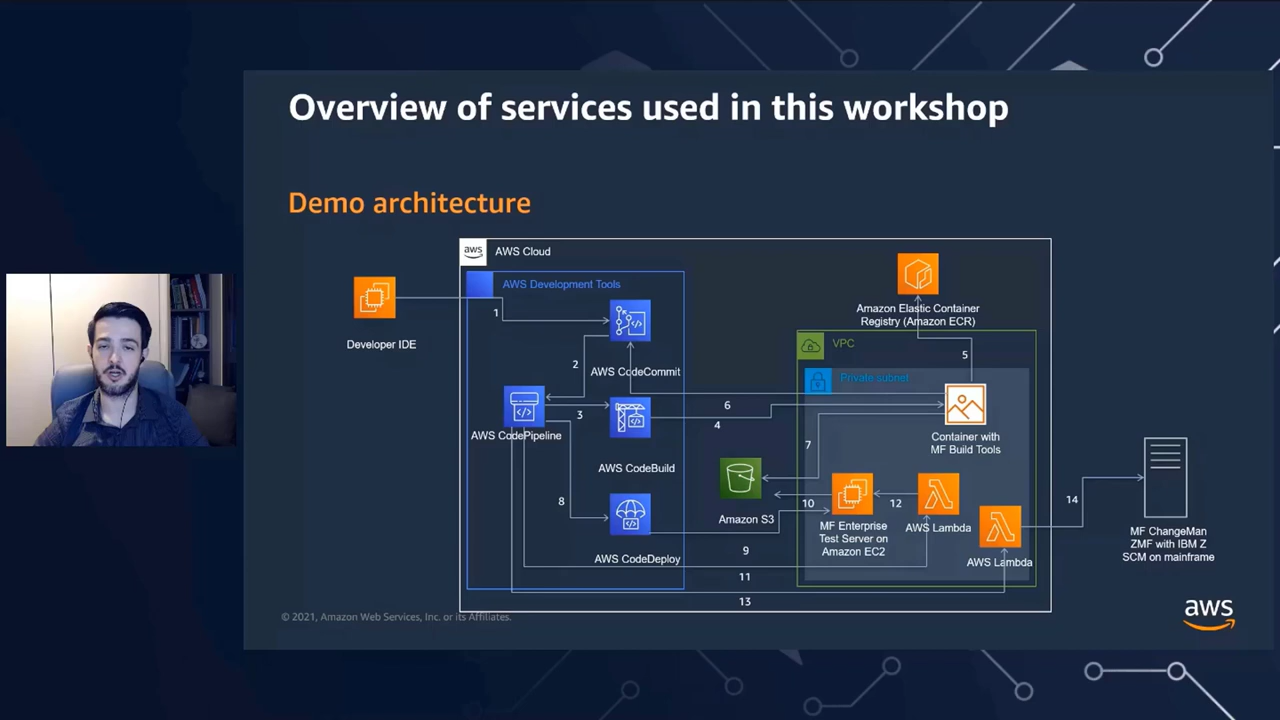 Overview of services used in this workshop
Demo architecture
aws
AWS Cloud
AWS Development Tools
Developer IDE
1
2
AWS CodeCommit
Amazon Elastic Container
Registry (Amazon ECR)
VPC
5
Private subnet
AWS CodePipeline
3
6
4
Container with
MF Build Tools
7
AWS CodeBuild
8
Amazon S3
10
12
MF Enterprise
Test Server on
Amazon EC2
AWS Lambda
AWS Lambda
14
MF ChangeMan
ZMF with IBM Z
SCM on mainframe
AWS CodeDeploy
9
11
13
© 2021, Amazon Web Services, Inc. or its Affiliates.
aws